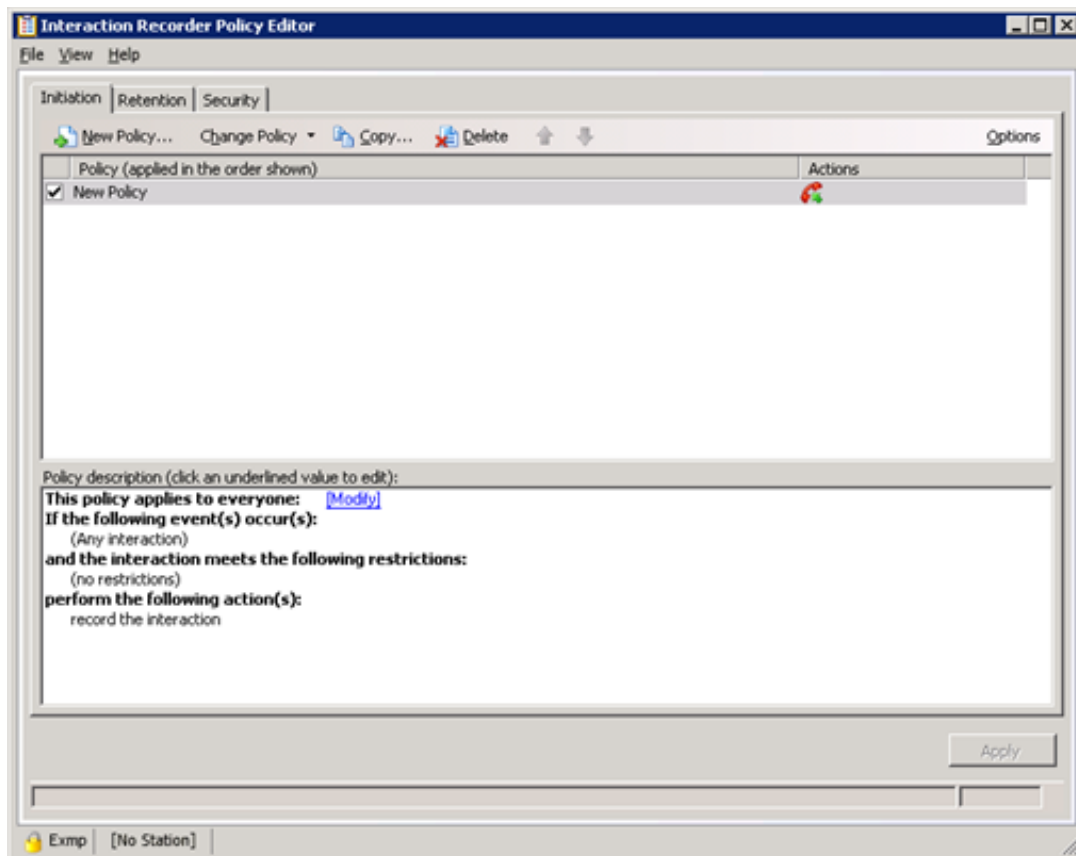 Interaction Recorder Policy Editor
File View Help
Initiation Retention Security
New Policy... Change Policy Copy... Delete Options
Policy (applied in the order shown) Actions
New Policy
Policy description (click an underlined value to edit):
This policy applies to everyone: [Modify]
If the following event(s) occur(s):
(Any interaction)
and the interaction meets the following restrictions:
(no restrictions)
perform the following action(s):
record the interaction
Apply
Exmp [No Station]